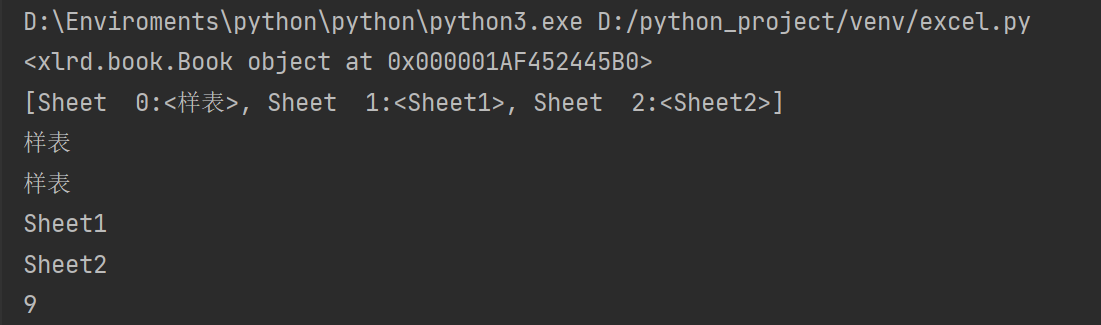 D:\Enviroments\python\python\python3.exe D:/python_project/venv/excel.py
<xlrd.book.Book object at 0x000001AF452445B0>
[Sheet  0:<样表>, Sheet  1:<Sheet1>, Sheet  2:<Sheet2>]
样表
样表
Sheet1
Sheet2
9